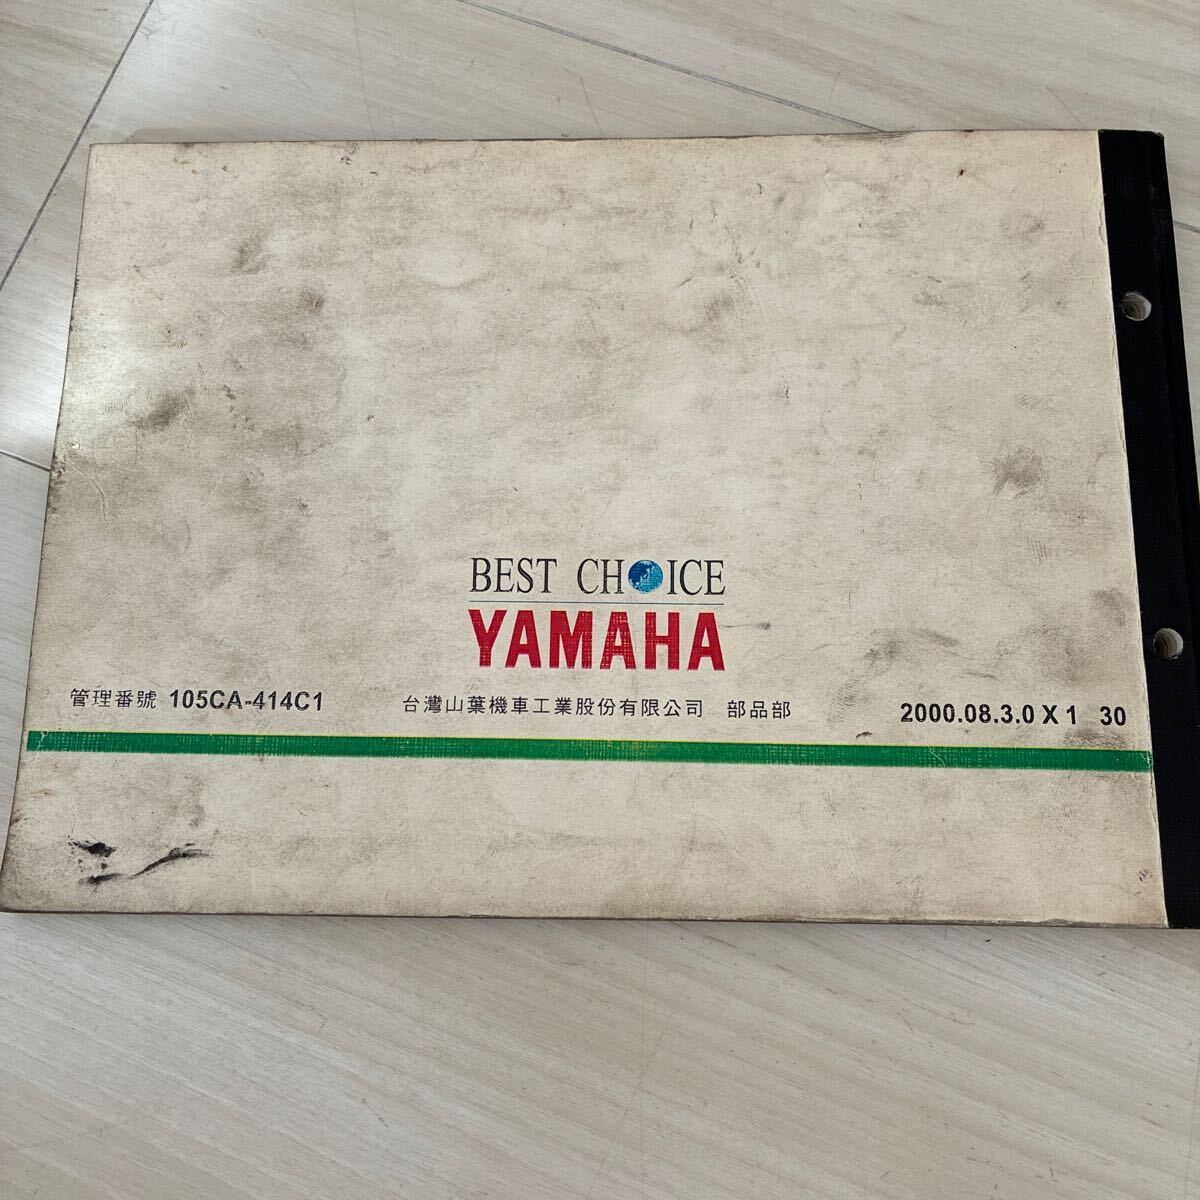 BEST CHOICE
YAMAHA
管理番號 105CA-414C1
台灣山葉機車工業股份有限公司 部品部
2000.08.3.0 X 1 30